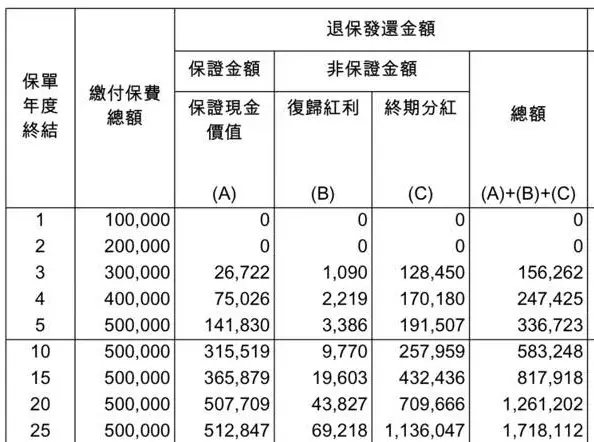 退保發還金額
保證金額 非保證金額
保單
年度
終結
繳付保費
總額
保證現金
價值
復歸紅利 終期分紅
總額
(A) (B) (C) (A)+(B)+(C)
1 100,000 0 0 0 0
2 200,000 0 0 0 0
3 300,000 26,722 1,090 128,450 156,262
4 400,000 75,026 2,219 170,180 247,425
5 500,000 141,830 3,386 191,507 336,723
10 500,000 315,519 9,770 257,959 583,248
15 500,000 365,879 19,603 432,436 817,918
20 500,000 507,709 43,827 709,666 1,261,202
25 500,000 512,847 69,218 1,136,047 1,718,112